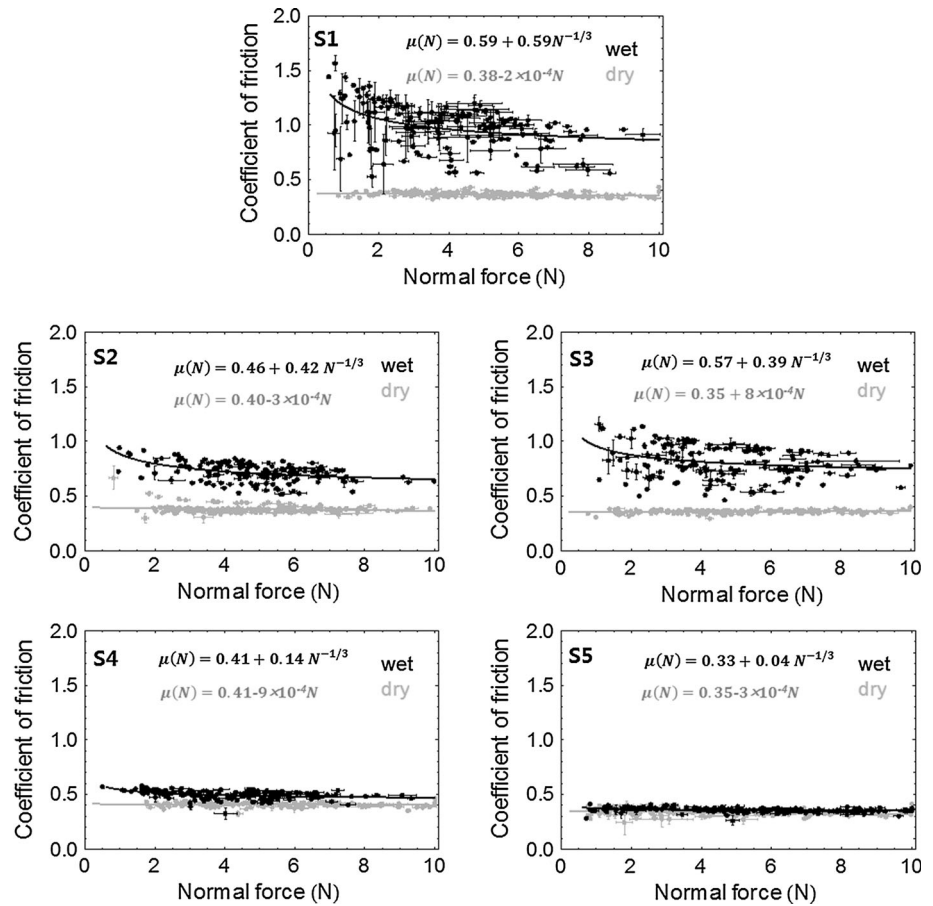 S1
μ(N) = 0.59 + 0.59N⁻¹/³ wet
μ(N) = 0.38-2×10⁻⁴N dry
Coefficient of friction
2.0
1.5
1.0
0.5
0.0
0 2 4 6 8 10
Normal force (N)
S2
μ(N) = 0.46 + 0.42 N⁻¹/³ wet
μ(N) = 0.40-3×10⁻⁴N dry
Coefficient of friction
2.0
1.5
1.0
0.5
0.0
0 2 4 6 8 10
Normal force (N)
S3
μ(N) = 0.57 + 0.39 N⁻¹/³ wet
μ(N) = 0.35 + 8×10⁻⁴N dry
Coefficient of friction
2.0
1.5
1.0
0.5
0.0
0 2 4 6 8 10
Normal force (N)
S4
μ(N) = 0.41 + 0.14 N⁻¹/³ wet
μ(N) = 0.41-9×10⁻⁴N dry
Coefficient of friction
2.0
1.5
1.0
0.5
0.0
0 2 4 6 8 10
Normal force (N)
S5
μ(N) = 0.33 + 0.04 N⁻¹/³ wet
μ(N) = 0.35-3×10⁻⁴N dry
Coefficient of friction
2.0
1.5
1.0
0.5
0.0
0 2 4 6 8 10
Normal force (N)